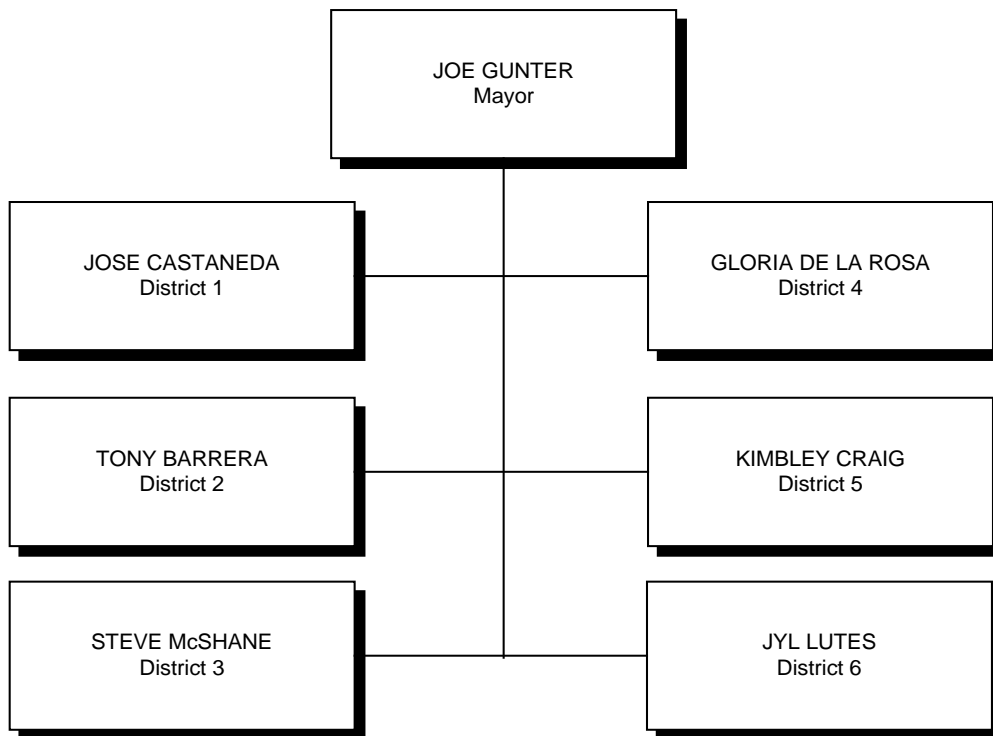 JOE GUNTER
Mayor
JOSE CASTANEDA
District 1
GLORIA DE LA ROSA
District 4
TONY BARRERA
District 2
KIMBLEY CRAIG
District 5
STEVE McSHANE
District 3
JYL LUTES
District 6